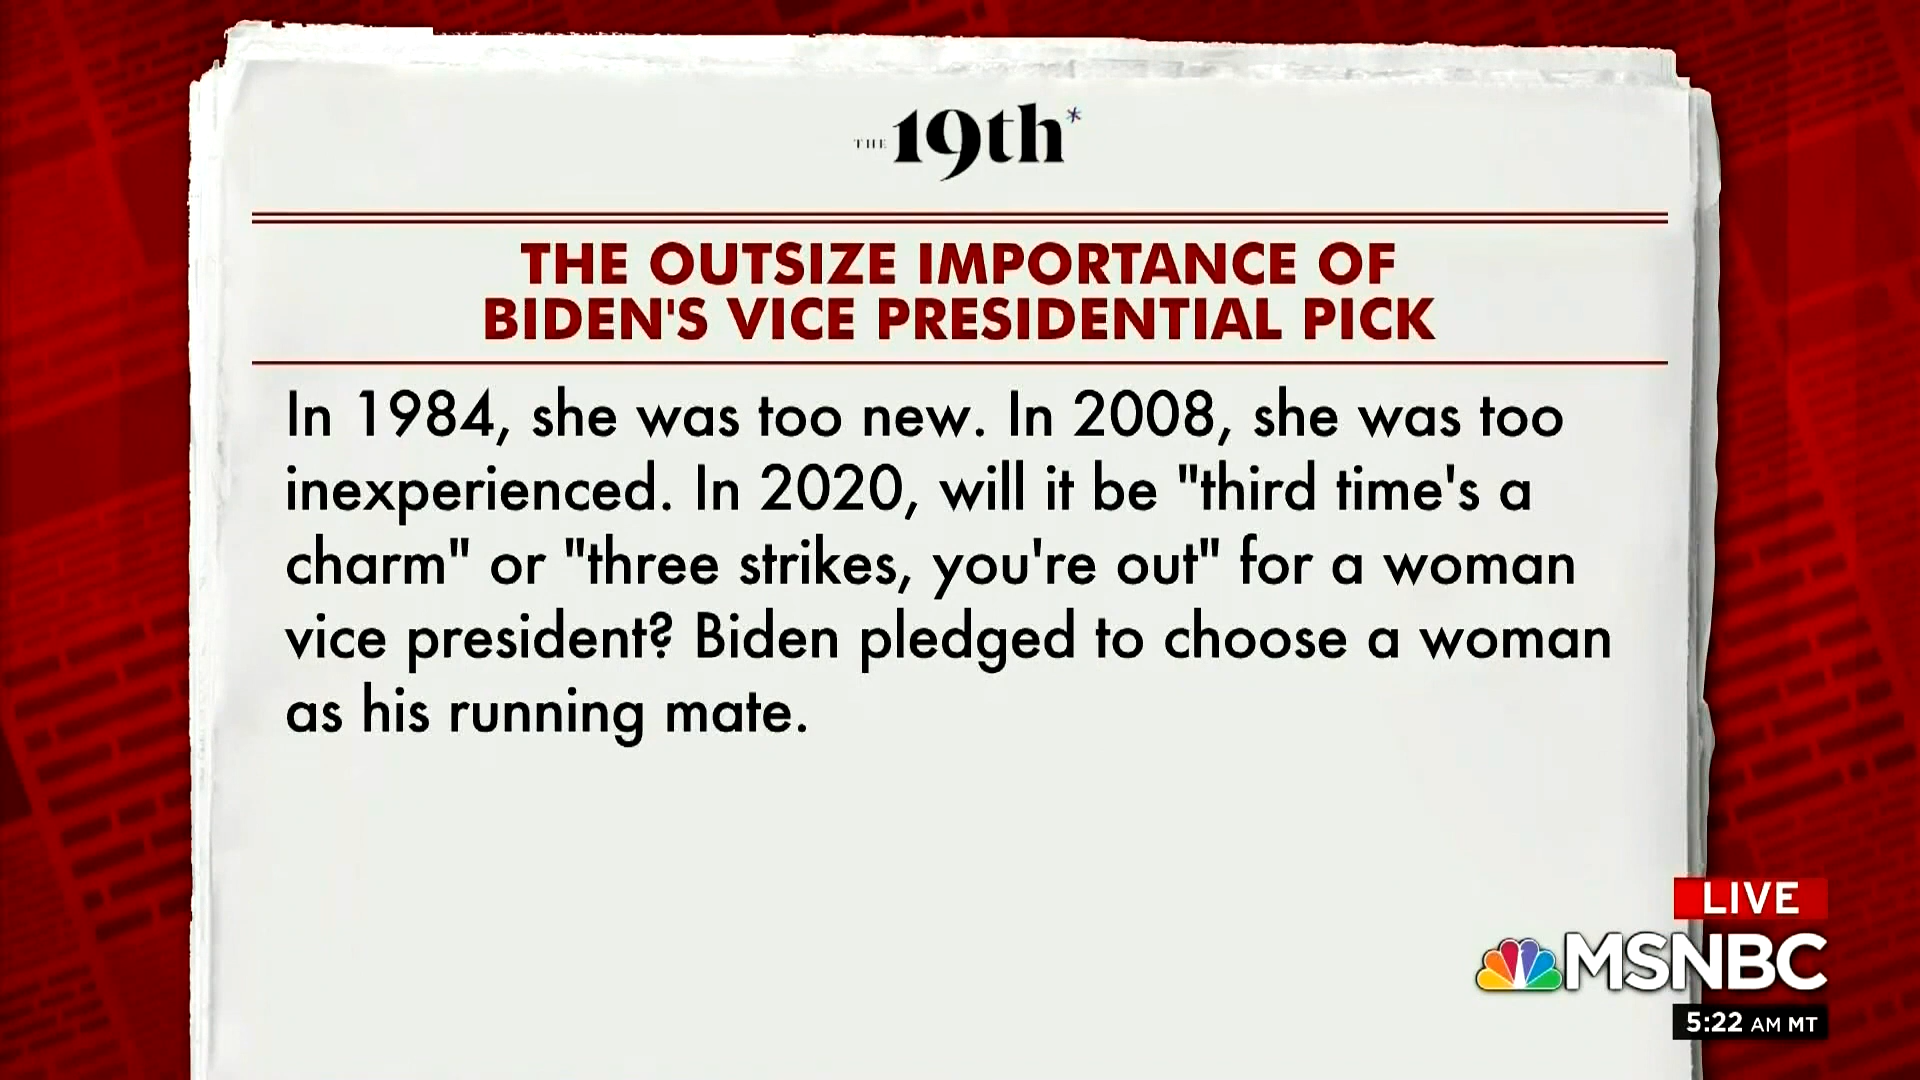 THE 19th*
THE OUTSIZE IMPORTANCE OF
BIDEN'S VICE PRESIDENTIAL PICK
In 1984, she was too new. In 2008, she was too
inexperienced. In 2020, will it be "third time's a
charm" or "three strikes, you're out" for a woman
vice president? Biden pledged to choose a woman
as his running mate.
LIVE
MSNBC
5:22 AM MT